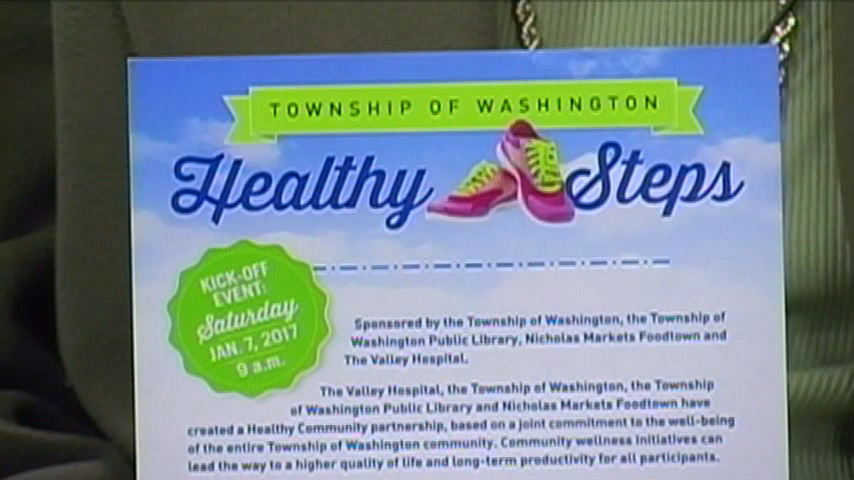 TOWNSHIP OF WASHINGTON
Healthy Steps
KICK-OFF
EVENT:
Saturday
JAN. 7, 2017
9 a.m.
Sponsored by the Township of Washington, the Township of
Washington Public Library, Nicholas Markets Foodtown and
The Valley Hospital.
The Valley Hospital, the Township of Washington, the Township
of Washington Public Library and Nicholas Markets Foodtown have
created a Healthy Community partnership, based on a joint commitment to the well-being
of the entire Township of Washington community. Community wellness initiatives can
lead the way to a higher quality of life and long-term productivity for all participants.